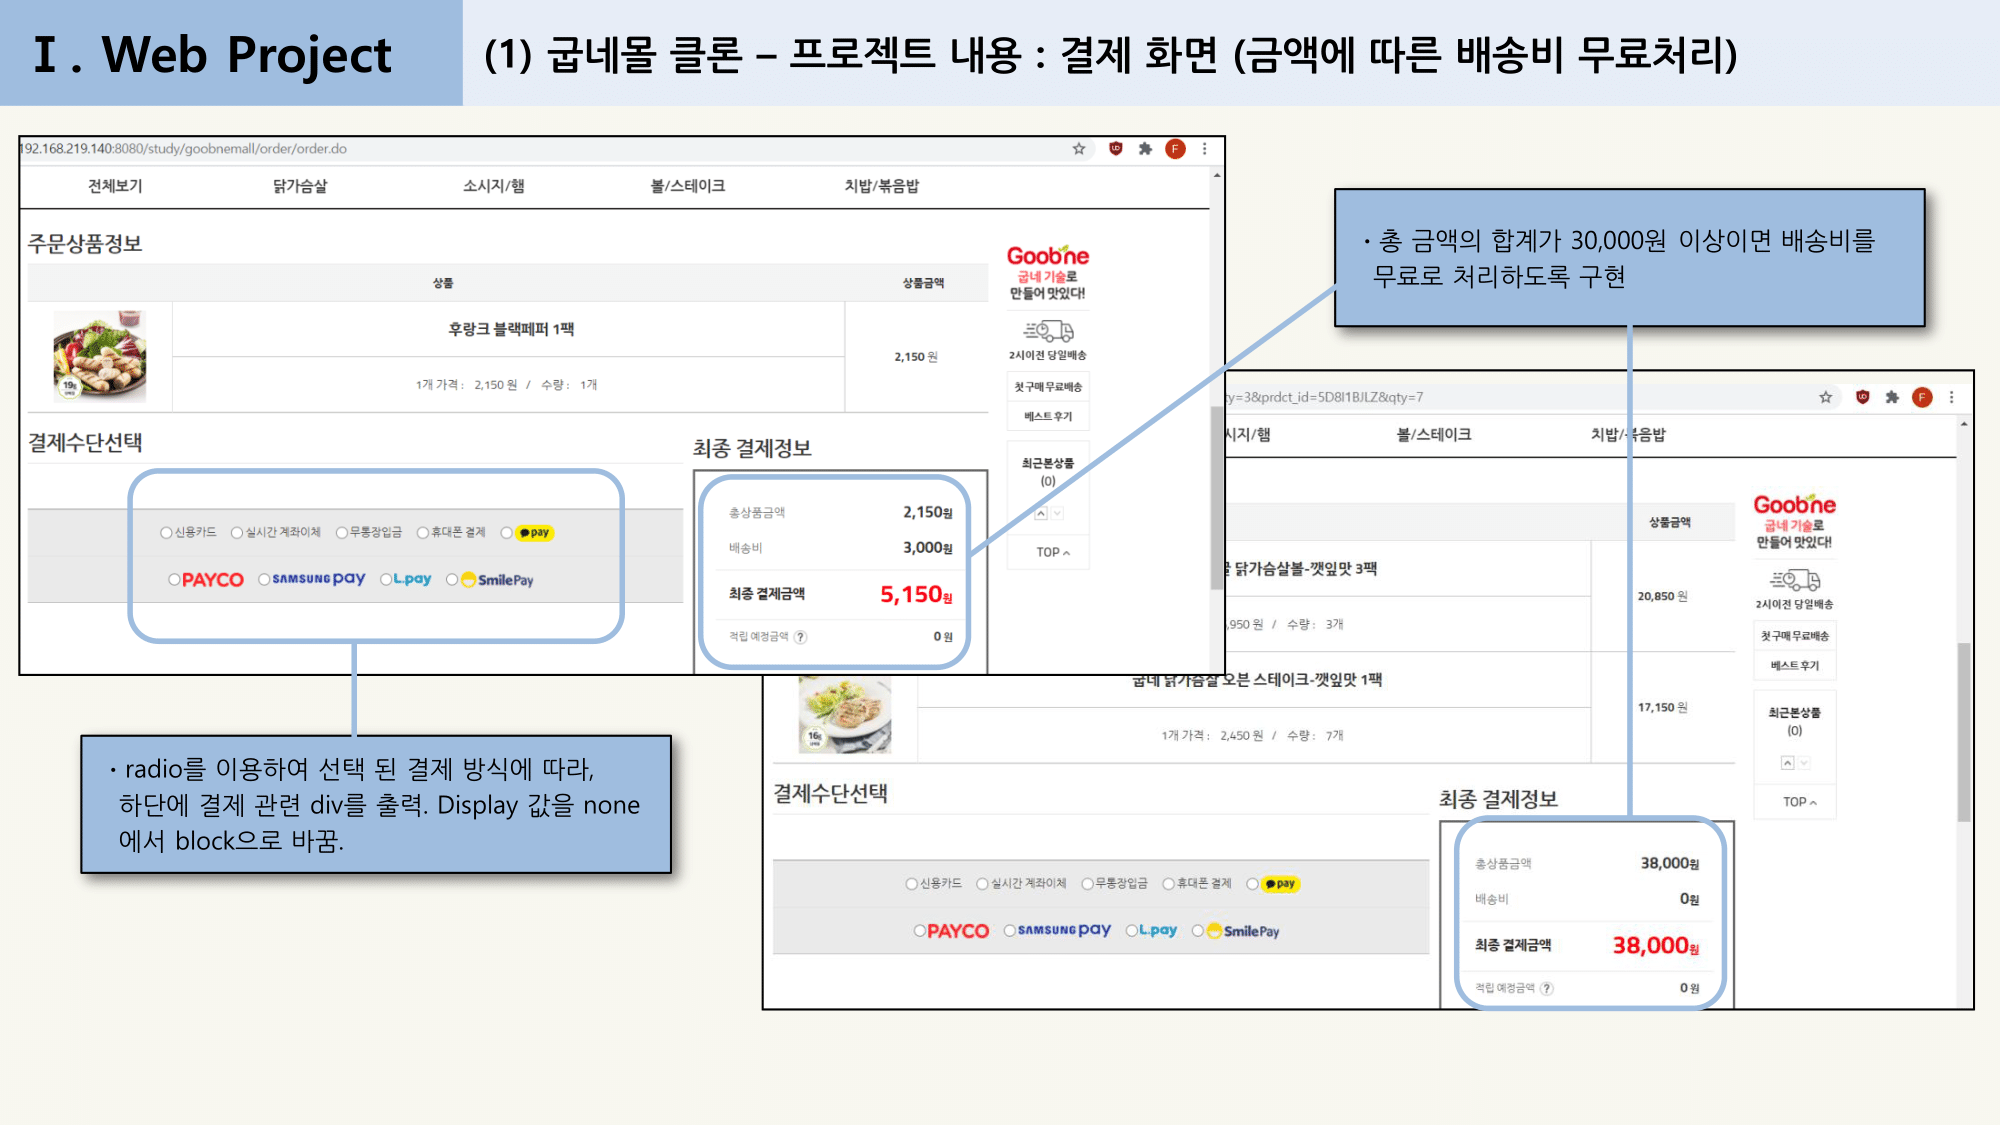 I. Web Project
(1) 굽네몰 클론 – 프로젝트 내용 : 결제 화면 (금액에 따른 배송비 무료처리)
192.168.219.140:8080/study/goobnemall/order/order.do
F
전체보기 닭가슴살 소시지/햄 볼/스테이크 치밥/볶음밥
주문상품정보
상품 상품금액
후랑크 블랙페퍼 1팩
2,150 원
1개 가격 : 2,150 원 / 수량 : 1개
19g
결제수단선택
신용카드 실시간 계좌이체 무통장입금 휴대폰 결제 pay
PAYCO SAMSUNG pay L.pay SmilePay
최종 결제정보
총상품금액 2,150원
배송비 3,000원
최종 결제금액 5,150원
적립 예정금액 ? 0 원
Goobne
굽네 기술로
만들어 맛있다!
2시이전 당일배송
첫구매 무료배송
베스트 후기
최근본상품
(0)
TOP
· 총 금액의 합계가 30,000원 이상이면 배송비를
무료로 처리하도록 구현
· radio를 이용하여 선택 된 결제 방식에 따라,
하단에 결제 관련 div를 출력. Display 값을 none
에서 block으로 바꿈.
ty=3&prdct_id=5D8I1BJLZ&qty=7
F
시지/햄 볼/스테이크 치밥/볶음밥
상품금액
닭가슴살볼-깻잎맛 3팩
20,850 원
,950 원 / 수량 : 3개
굽네 닭가슴살 오븐 스테이크-깻잎맛 1팩
17,150 원
1개 가격 : 2,450 원 / 수량 : 7개
16g
결제수단선택
신용카드 실시간 계좌이체 무통장입금 휴대폰 결제 pay
PAYCO SAMSUNG pay L.pay SmilePay
최종 결제정보
총상품금액 38,000원
배송비 0원
최종 결제금액 38,000원
적립 예정금액 ? 0 원
Goobne
굽네 기술로
만들어 맛있다!
2시이전 당일배송
첫구매 무료배송
베스트 후기
최근본상품
(0)
TOP